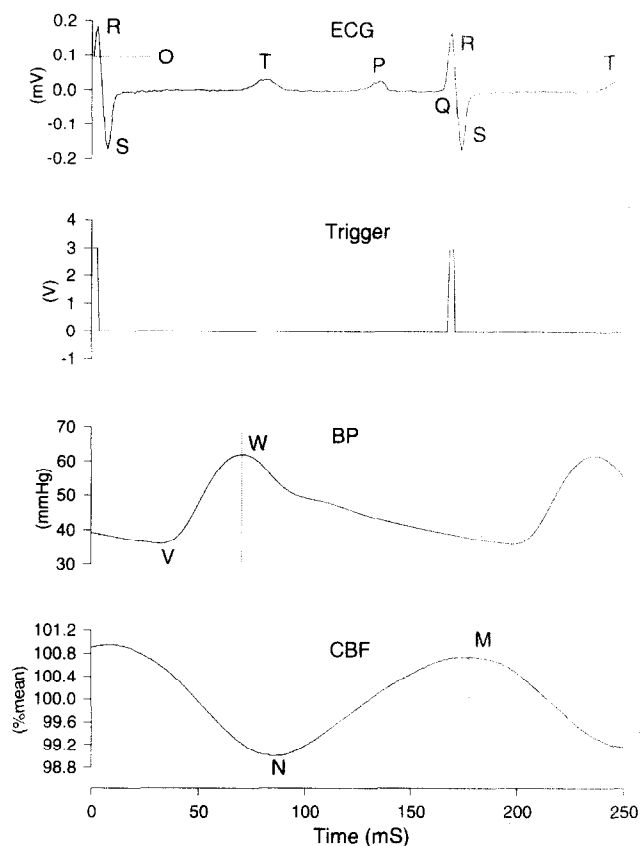 ECG
R
O
T
P
R
T
Q
S
S
0.2
0.1
0.0
-0.1
-0.2
(mV)
Trigger
4
3
2
1
0
-1
(V)
BP
W
V
70
60
50
40
30
(mmHg)
CBF
M
N
101.2
100.8
100.4
100.0
99.6
99.2
98.8
(%mean)
0 50 100 150 200 250
Time (mS)